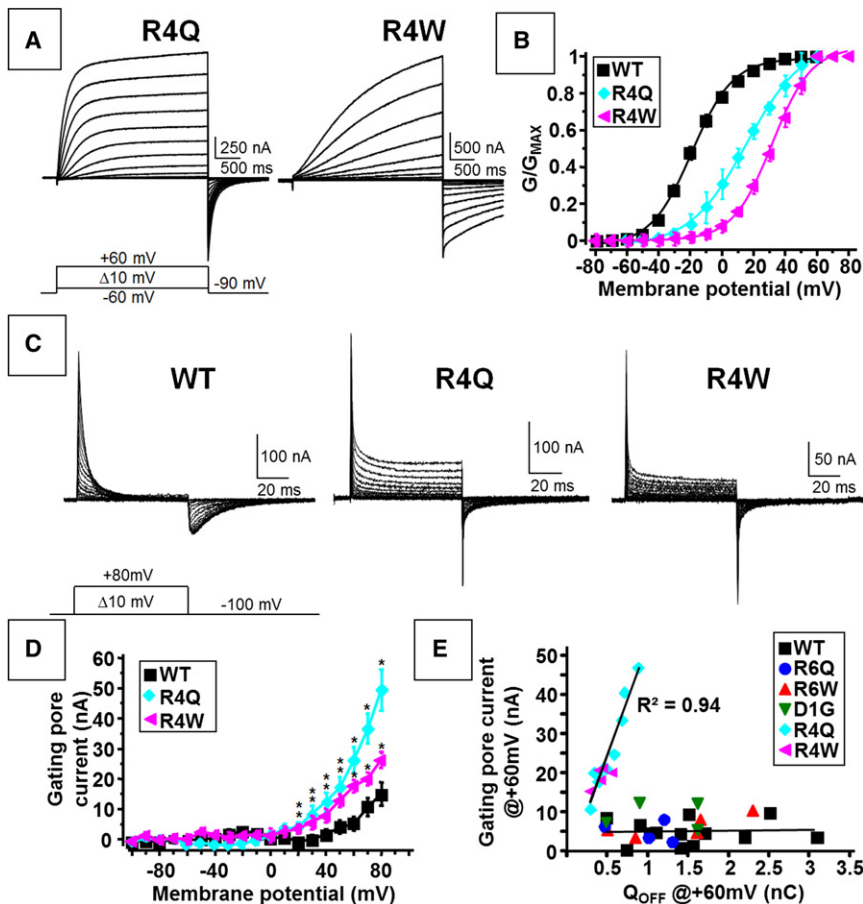 A
R4Q
R4W
250 nA
500 ms
500 nA
500 ms
+60 mV
Δ10 mV
-60 mV
-90 mV
B
G/GMAX
1
0.8
0.6
0.4
0.2
0
WT
R4Q
R4W
-80 -60 -40 -20 0 20 40 60 80
Membrane potential (mV)
C
WT
R4Q
R4W
100 nA
20 ms
100 nA
20 ms
50 nA
20 ms
+80mV
Δ10 mV
-100 mV
D
Gating pore
current (nA)
60
50
40
30
20
10
0
WT
R4Q
R4W
* * * * * * * * * * * *
-80 -40 0 40 80
Membrane potential (mV)
E
Gating pore current
@+60mV (nA)
50
40
30
20
10
0
R² = 0.94
WT
R6Q
R6W
D1G
R4Q
R4W
0.5 1 1.5 2 2.5 3 3.5
QOFF @+60mV (nC)